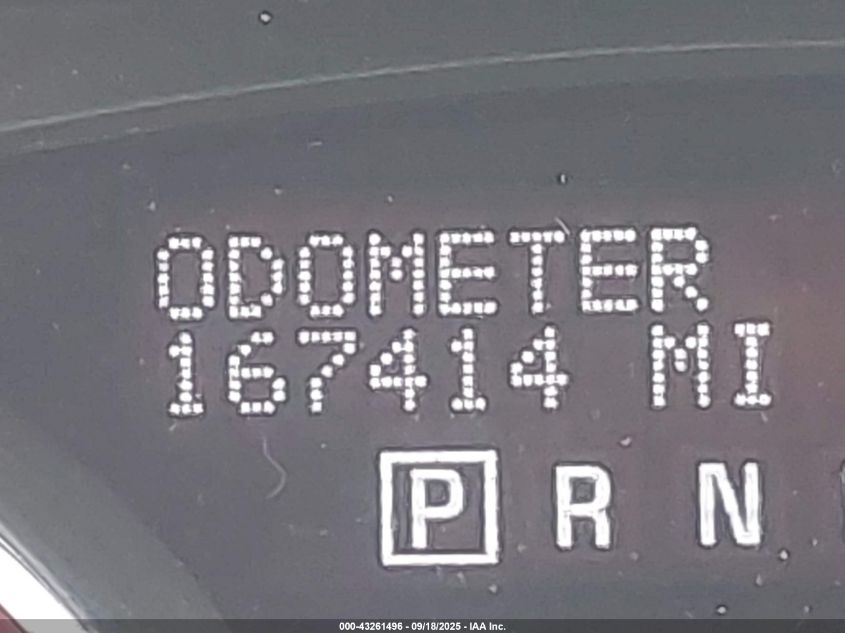 ODOMETER
167414 MI
P R N
000-43261496 - 09/18/2025 - IAA Inc.